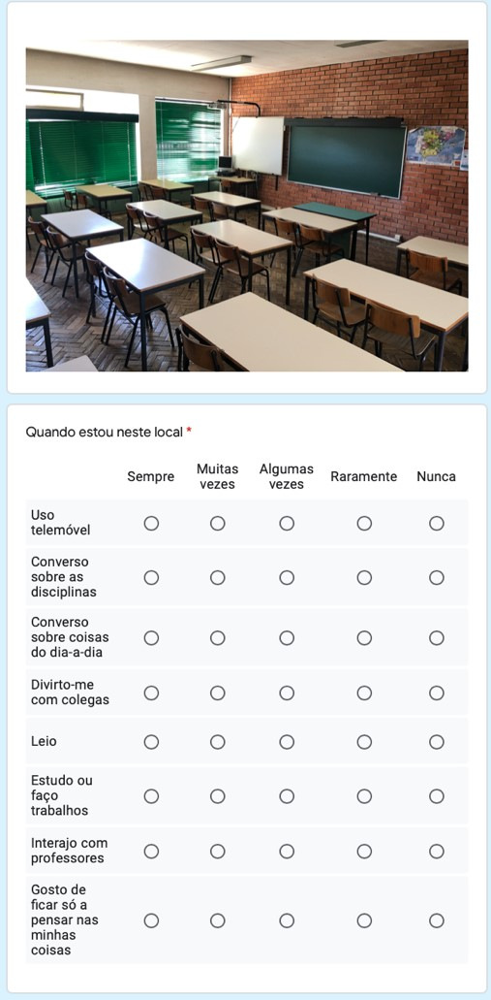 Quando estou neste local *
Sempre
Muitas
vezes
Algumas
vezes
Raramente
Nunca
Uso
telemóvel
Converso
sobre as
disciplinas
Converso
sobre coisas
do dia-a-dia
Divirto-me
com colegas
Leio
Estudo ou
faço
trabalhos
Interajo com
professores
Gosto de
ficar só a
pensar nas
minhas
coisas